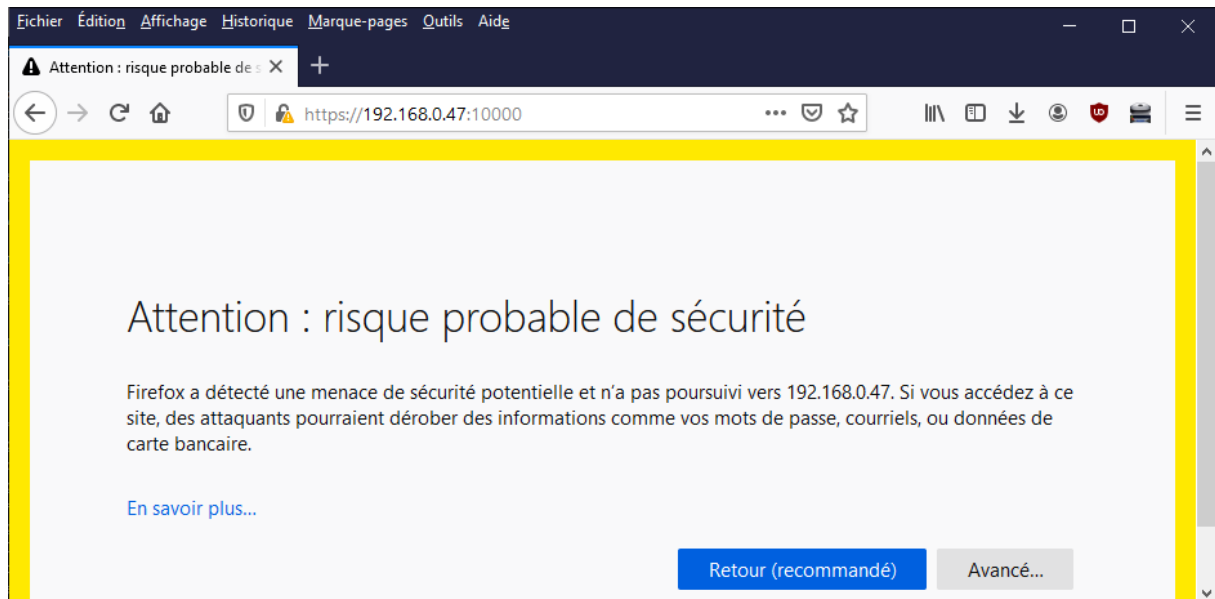 Fichier Édition Affichage Historique Marque-pages Outils Aide
Attention : risque probable de s
https://192.168.0.47:10000
Attention : risque probable de sécurité
Firefox a détecté une menace de sécurité potentielle et n’a pas poursuivi vers 192.168.0.47. Si vous accédez à ce
site, des attaquants pourraient dérober des informations comme vos mots de passe, courriels, ou données de
carte bancaire.
En savoir plus…
Retour (recommandé) Avancé…